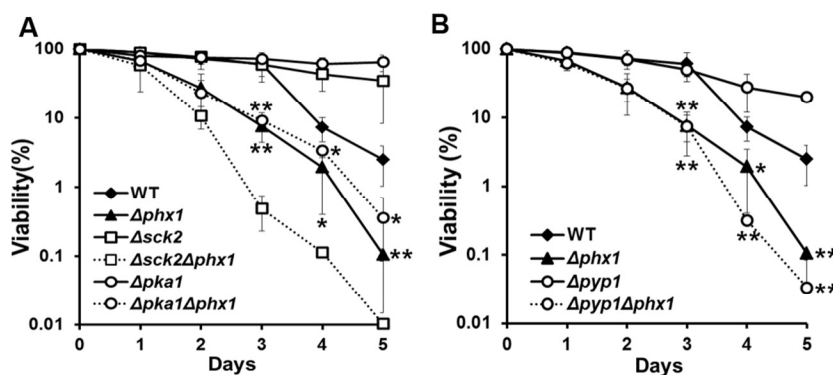 A
Viability(%)
100
10
1
0.1
0.01
WT
Δphx1
Δsck2
Δsck2Δphx1
Δpka1
Δpka1Δphx1
**
**
*
*
*
**
0 1 2 3 4 5
Days
B
Viability (%)
100
10
1
0.1
0.01
WT
Δphx1
Δpyp1
Δpyp1Δphx1
**
**
*
**
**
**
0 1 2 3 4 5
Days